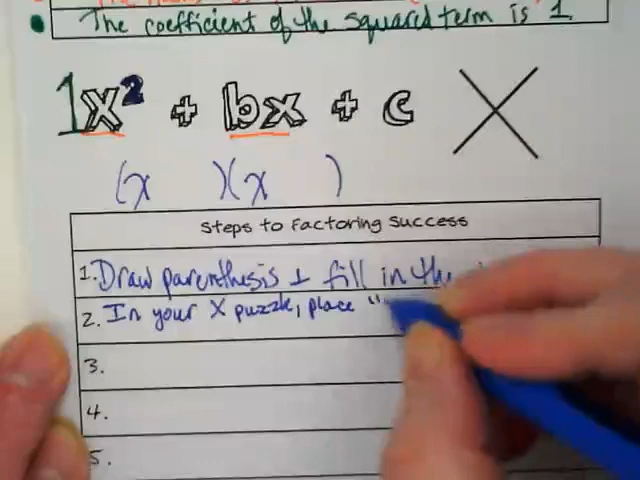 The coefficient of the squared term is 1.
1x² + bx + c
(x )(x )
Steps to Factoring Success
1. Draw parenthesis + fill in the
2. In your X puzzle, place "
3.
4.
5.